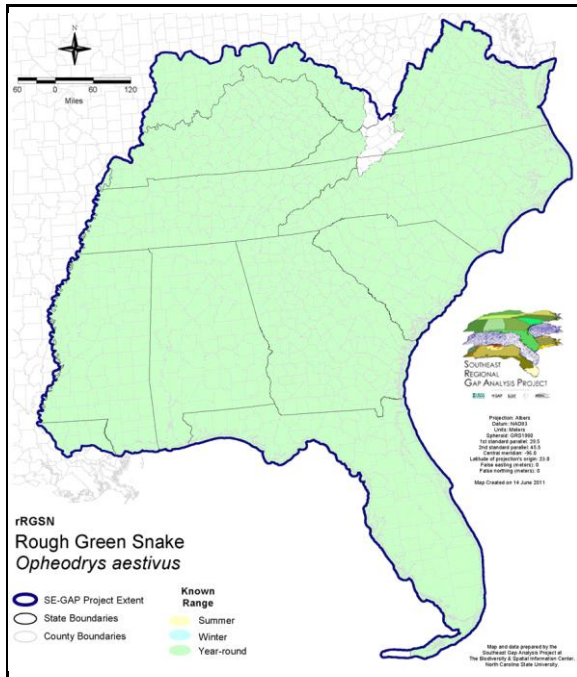 N
60 0 60 120
Miles
SOUTHEAST
REGIONAL
GAP ANALYSIS PROJECT
Projection: Albers
Datum: NAD83
Units: Meters
Spheroid: GRS1980
1st standard parallel: 29.5
2nd standard parallel: 45.5
Central meridian: -96.0
Latitude of projection's origin: 23.0
False easting (meters): 0
False northing (meters): 0
Map Created on 14 June 2011
rRGSN
Rough Green Snake
Opheodrys aestivus
SE-GAP Project Extent
State Boundaries
County Boundaries
Known
Range
Summer
Winter
Year-round
Map and data prepared by the
Southeast Gap Analysis Project at
The Biodiversity & Spatial Information Center,
North Carolina State University.